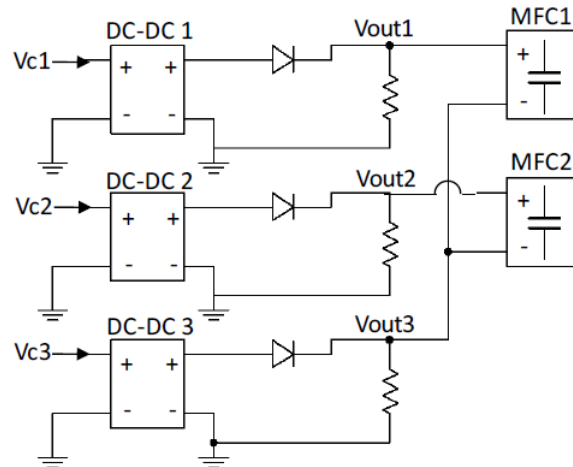 DC-DC 1
Vout1
MFC1
Vc1
+ +
- -
+
-
DC-DC 2
Vout2
MFC2
Vc2
+ +
- -
+
-
DC-DC 3
Vout3
Vc3
+ +
- -